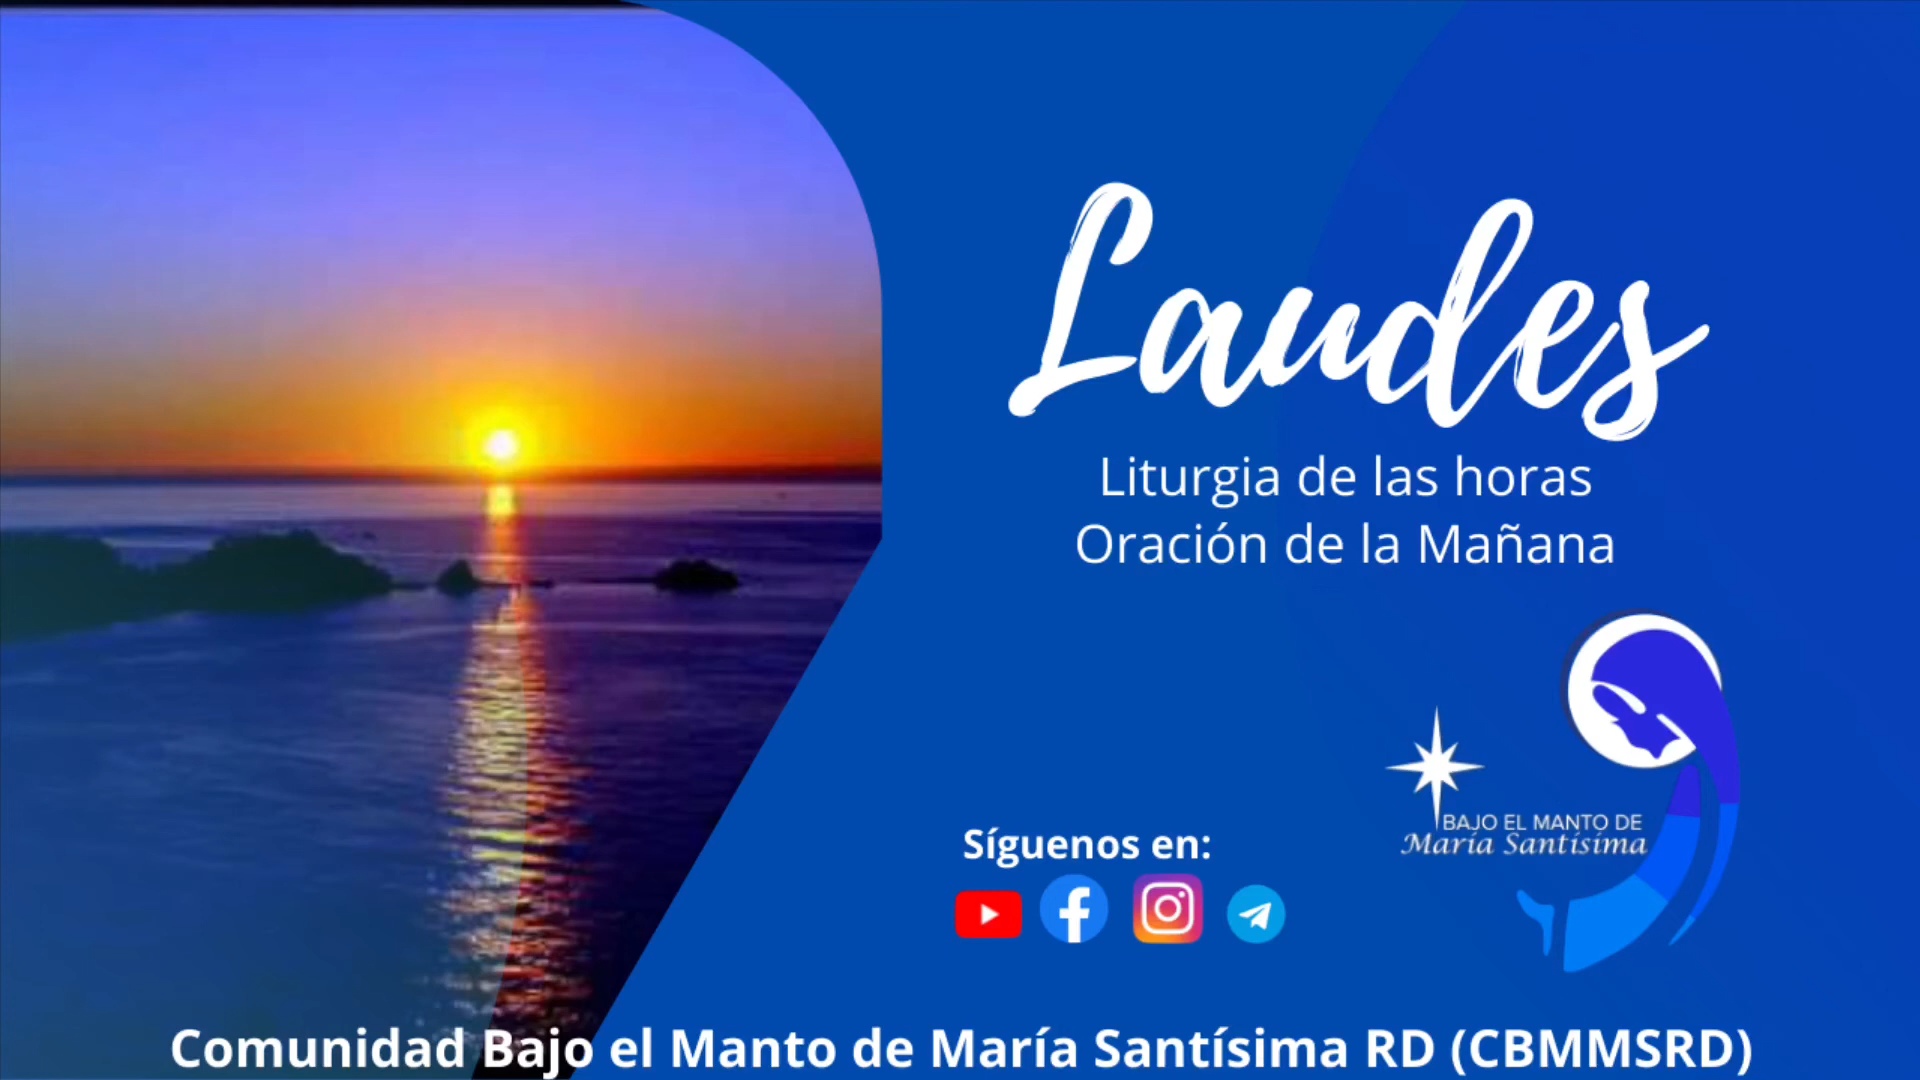 Laudes
Liturgia de las horas
Oración de la Mañana
BAJO EL MANTO DE
María Santísima
Síguenos en:
Comunidad Bajo el Manto de María Santísima RD (CBMMSRD)